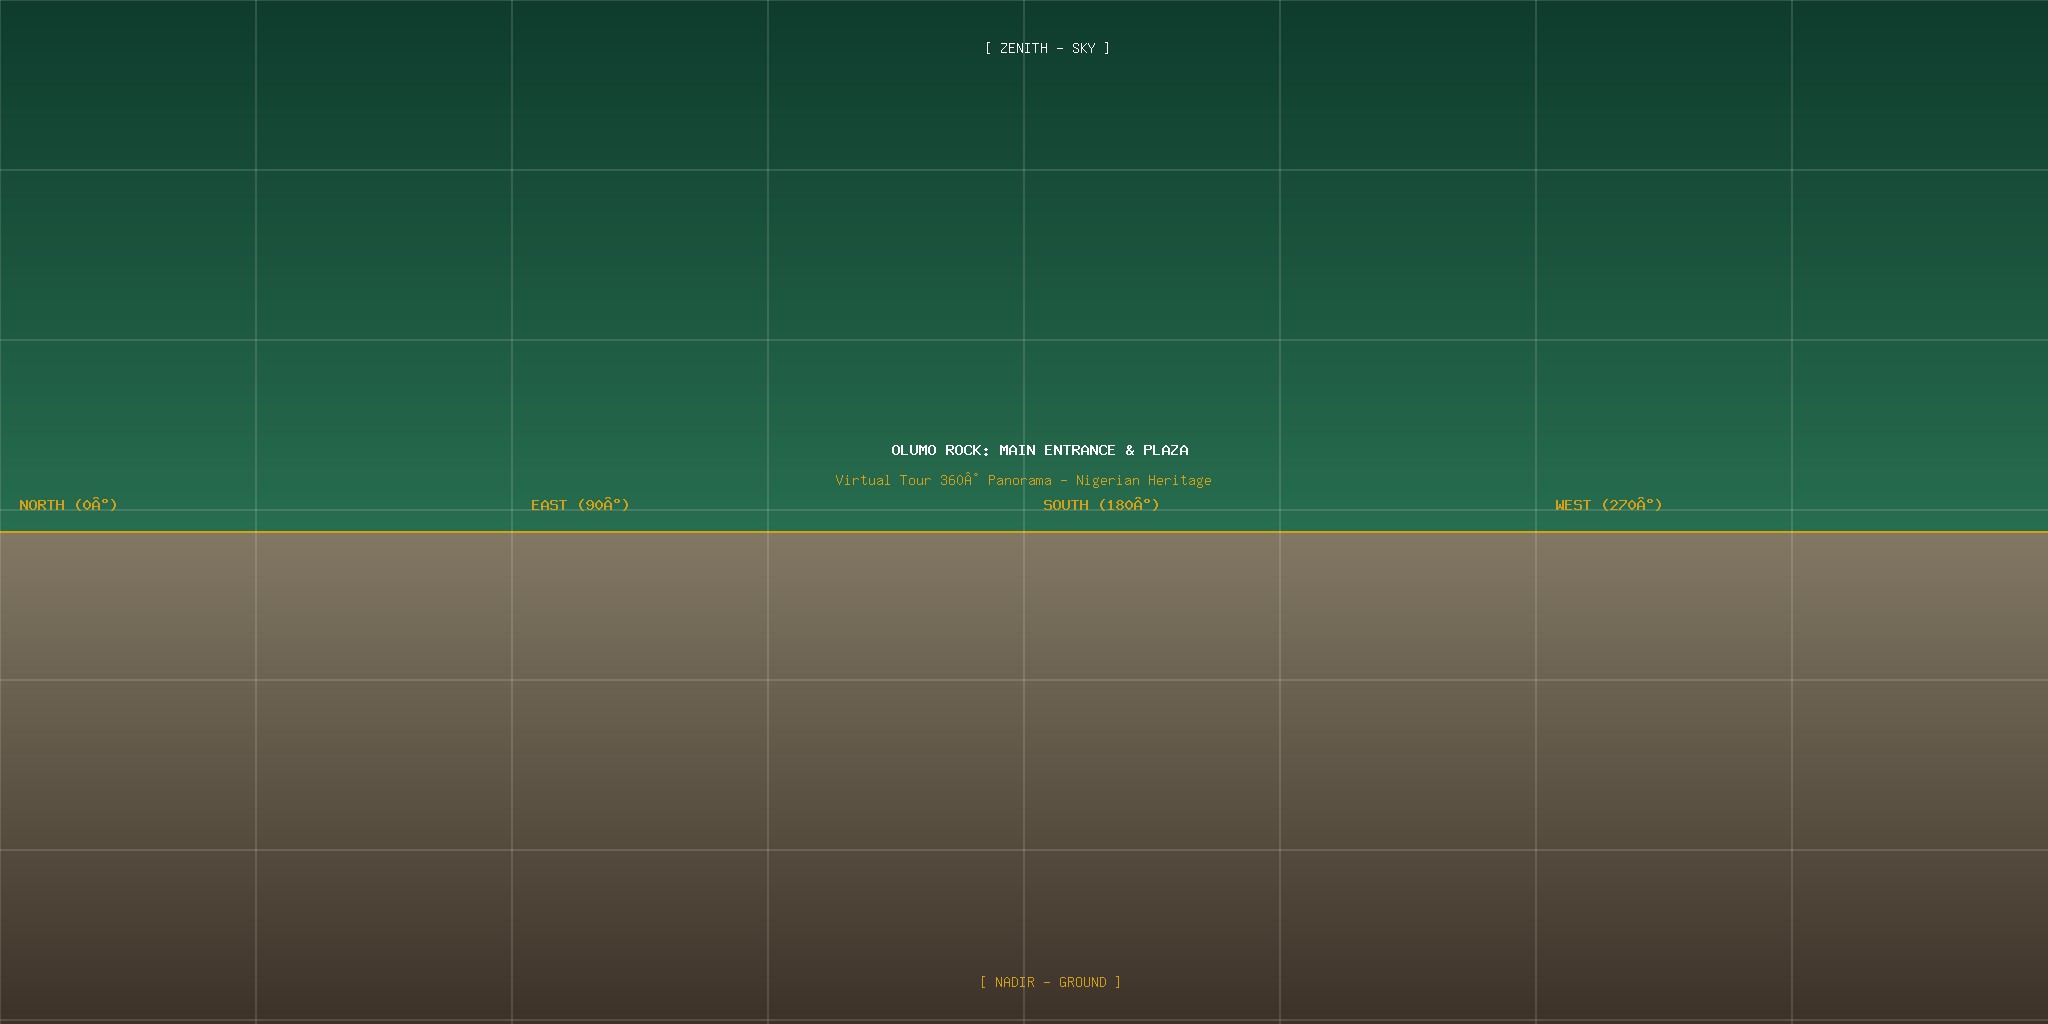 [ ZENITH - SKY ]
OLUMO ROCK: MAIN ENTRANCE & PLAZA
Virtual Tour 360Â° Panorama - Nigerian Heritage
NORTH (0Â°)
EAST (90Â°)
SOUTH (180Â°)
WEST (270Â°)
[ NADIR - GROUND ]